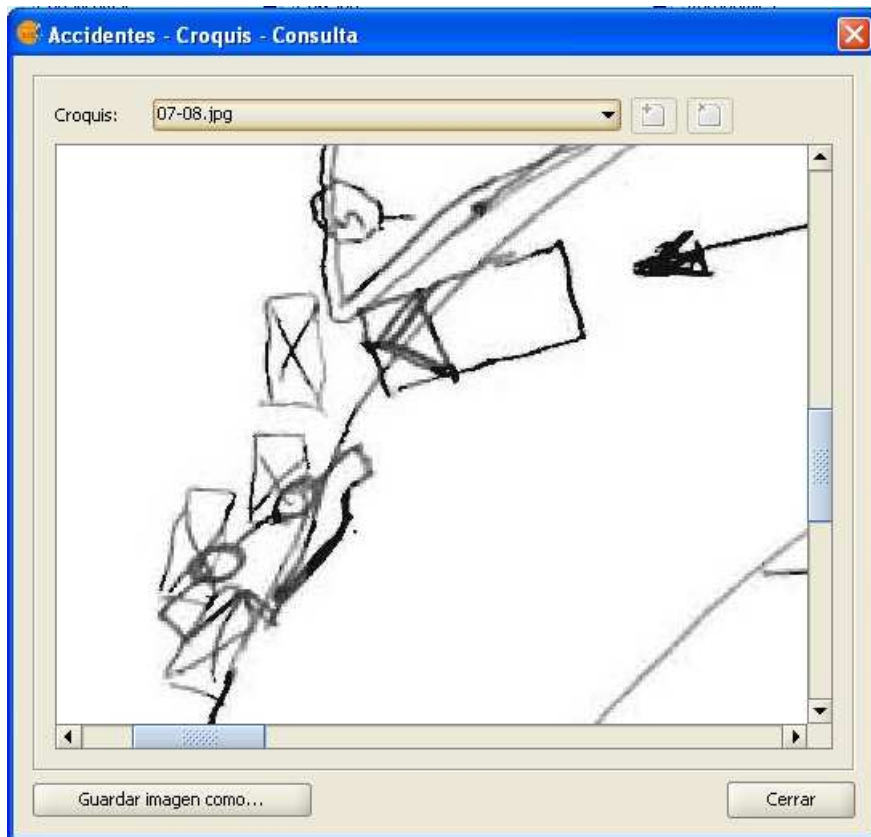 Accidentes - Croquis - Consulta
Croquis: 07-08.jpg
Guardar imagen como... Cerrar